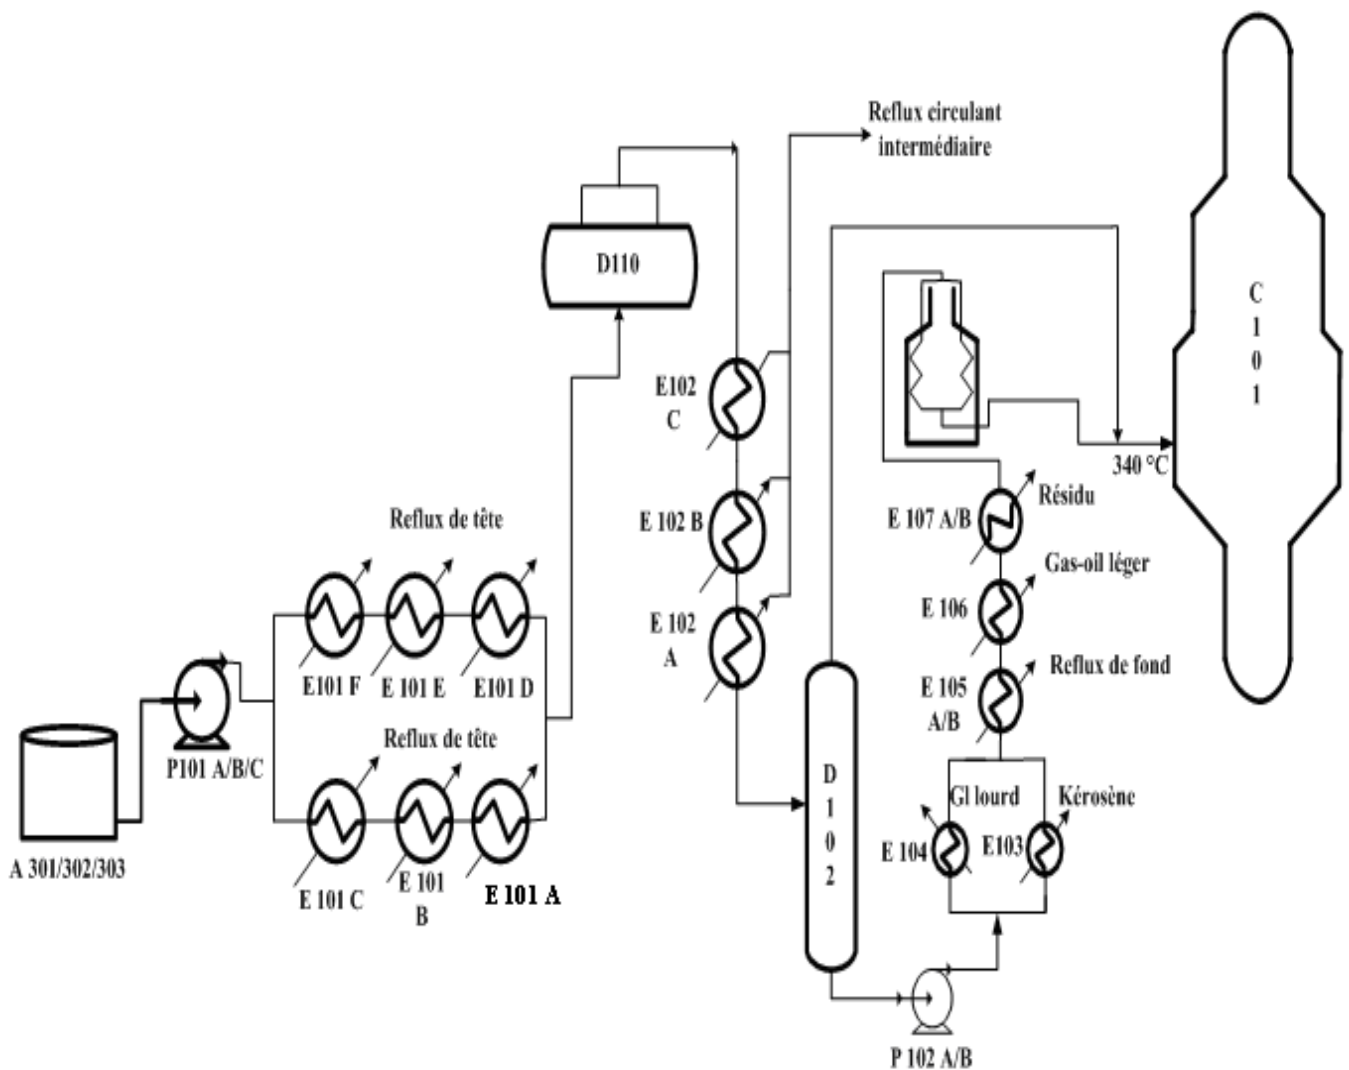 Reflux circulant
intermédiaire
D110
C
1
0
1
E102
C
340 °C
Résidu
E 107 A/B
E 102 B
Reflux de tête
Gas-oil léger
E 106
E 102
A
Reflux de fond
E 105
A/B
E101 F
E 101 E
E101 D
Reflux de tête
P101 A/B/C
D
1
0
2
Gl lourd
Kérosène
E 104
E103
A 301/302/303
E 101 C
E 101
B
E 101 A
P 102 A/B